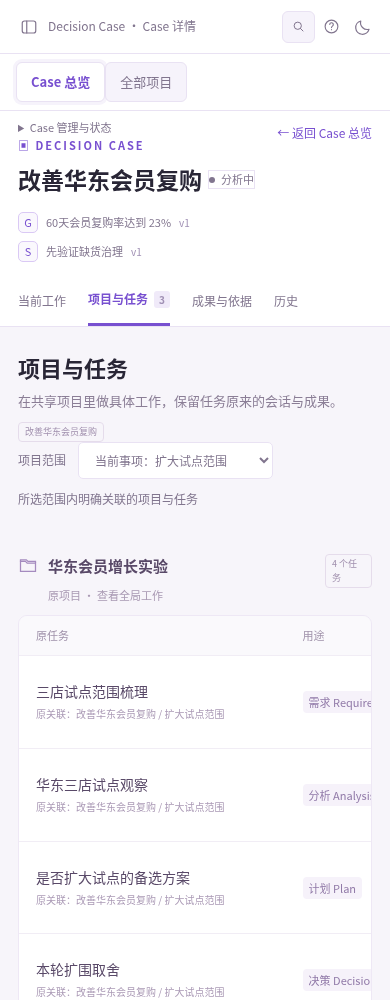 Decision Case • Case 详情
Case 总览
全部项目
▶ Case 管理与状态
← 返回 Case 总览
DECISION CASE
改善华东会员复购
分析中
G 60天会员复购率达到 23% v1
S 先验证缺货治理 v1
当前工作
项目与任务 3
成果与依据
历史
项目与任务
在共享项目里做具体工作，保留任务原来的会话与成果。
改善华东会员复购
项目范围
当前事项：扩大试点范围
所选范围内明确关联的项目与任务
华东会员增长实验
4 个任
务
原项目 · 查看全局工作
原任务
用途
三店试点范围梳理
原关联：改善华东会员复购 / 扩大试点范围
需求 Require
华东三店试点观察
原关联：改善华东会员复购 / 扩大试点范围
分析 Analysis
是否扩大试点的备选方案
原关联：改善华东会员复购 / 扩大试点范围
计划 Plan
本轮扩围取舍
原关联：改善华东会员复购 / 扩大试点范围
决策 Decisio